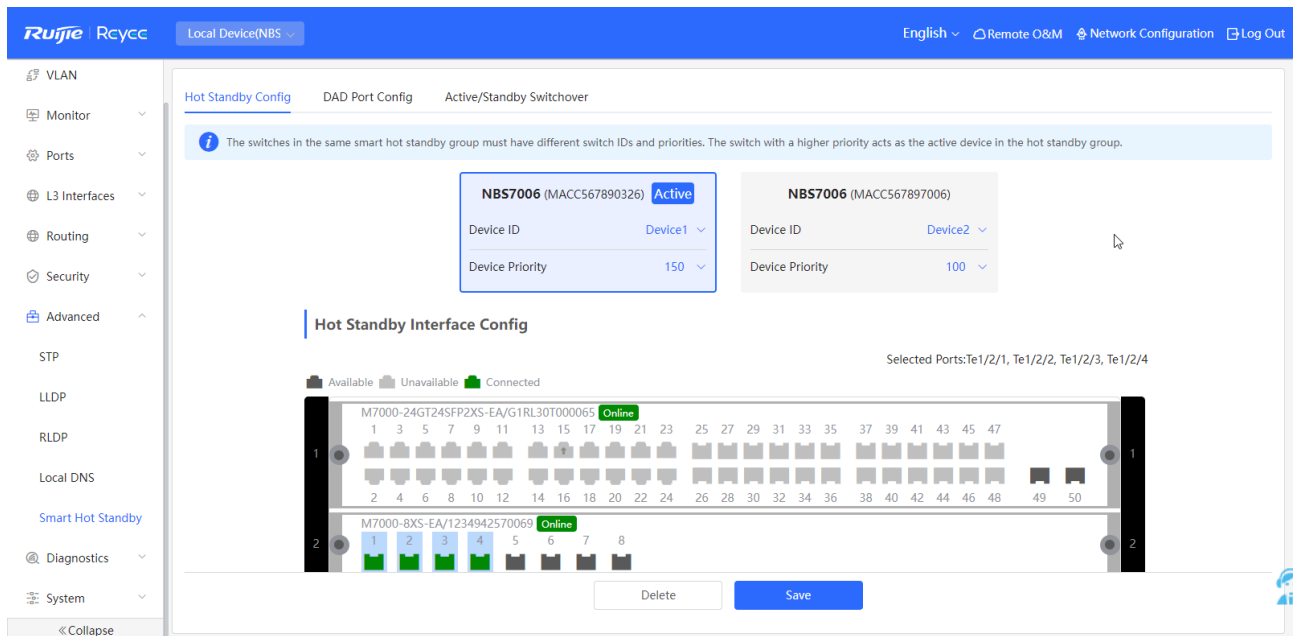 Ruijie | Rcycc
Local Device(NBS
English
Remote O&M
Network Configuration
Log Out
VLAN
Monitor
Ports
L3 Interfaces
Routing
Security
Advanced
STP
LLDP
RLDP
Local DNS
Smart Hot Standby
Diagnostics
System
Collapse
Hot Standby Config
DAD Port Config
Active/Standby Switchover
The switches in the same smart hot standby group must have different switch IDs and priorities. The switch with a higher priority acts as the active device in the hot standby group.
NBS7006 (MACC567890326) Active
Device ID Device1
Device Priority 150
NBS7006 (MACC567897006)
Device ID Device2
Device Priority 100
Hot Standby Interface Config
Selected Ports:Te1/2/1, Te1/2/2, Te1/2/3, Te1/2/4
Available Unavailable Connected
M7000-24GT24SFP2XS-EA/G1RL30T000065 Online
1 3 5 7 9 11 13 15 17 19 21 23 25 27 29 31 33 35 37 39 41 43 45 47
1 1
2 4 6 8 10 12 14 16 18 20 22 24 26 28 30 32 34 36 38 40 42 44 46 48 49 50
M7000-8XS-EA/1234942570069 Online
1 2 3 4 5 6 7 8
2 2
Delete
Save